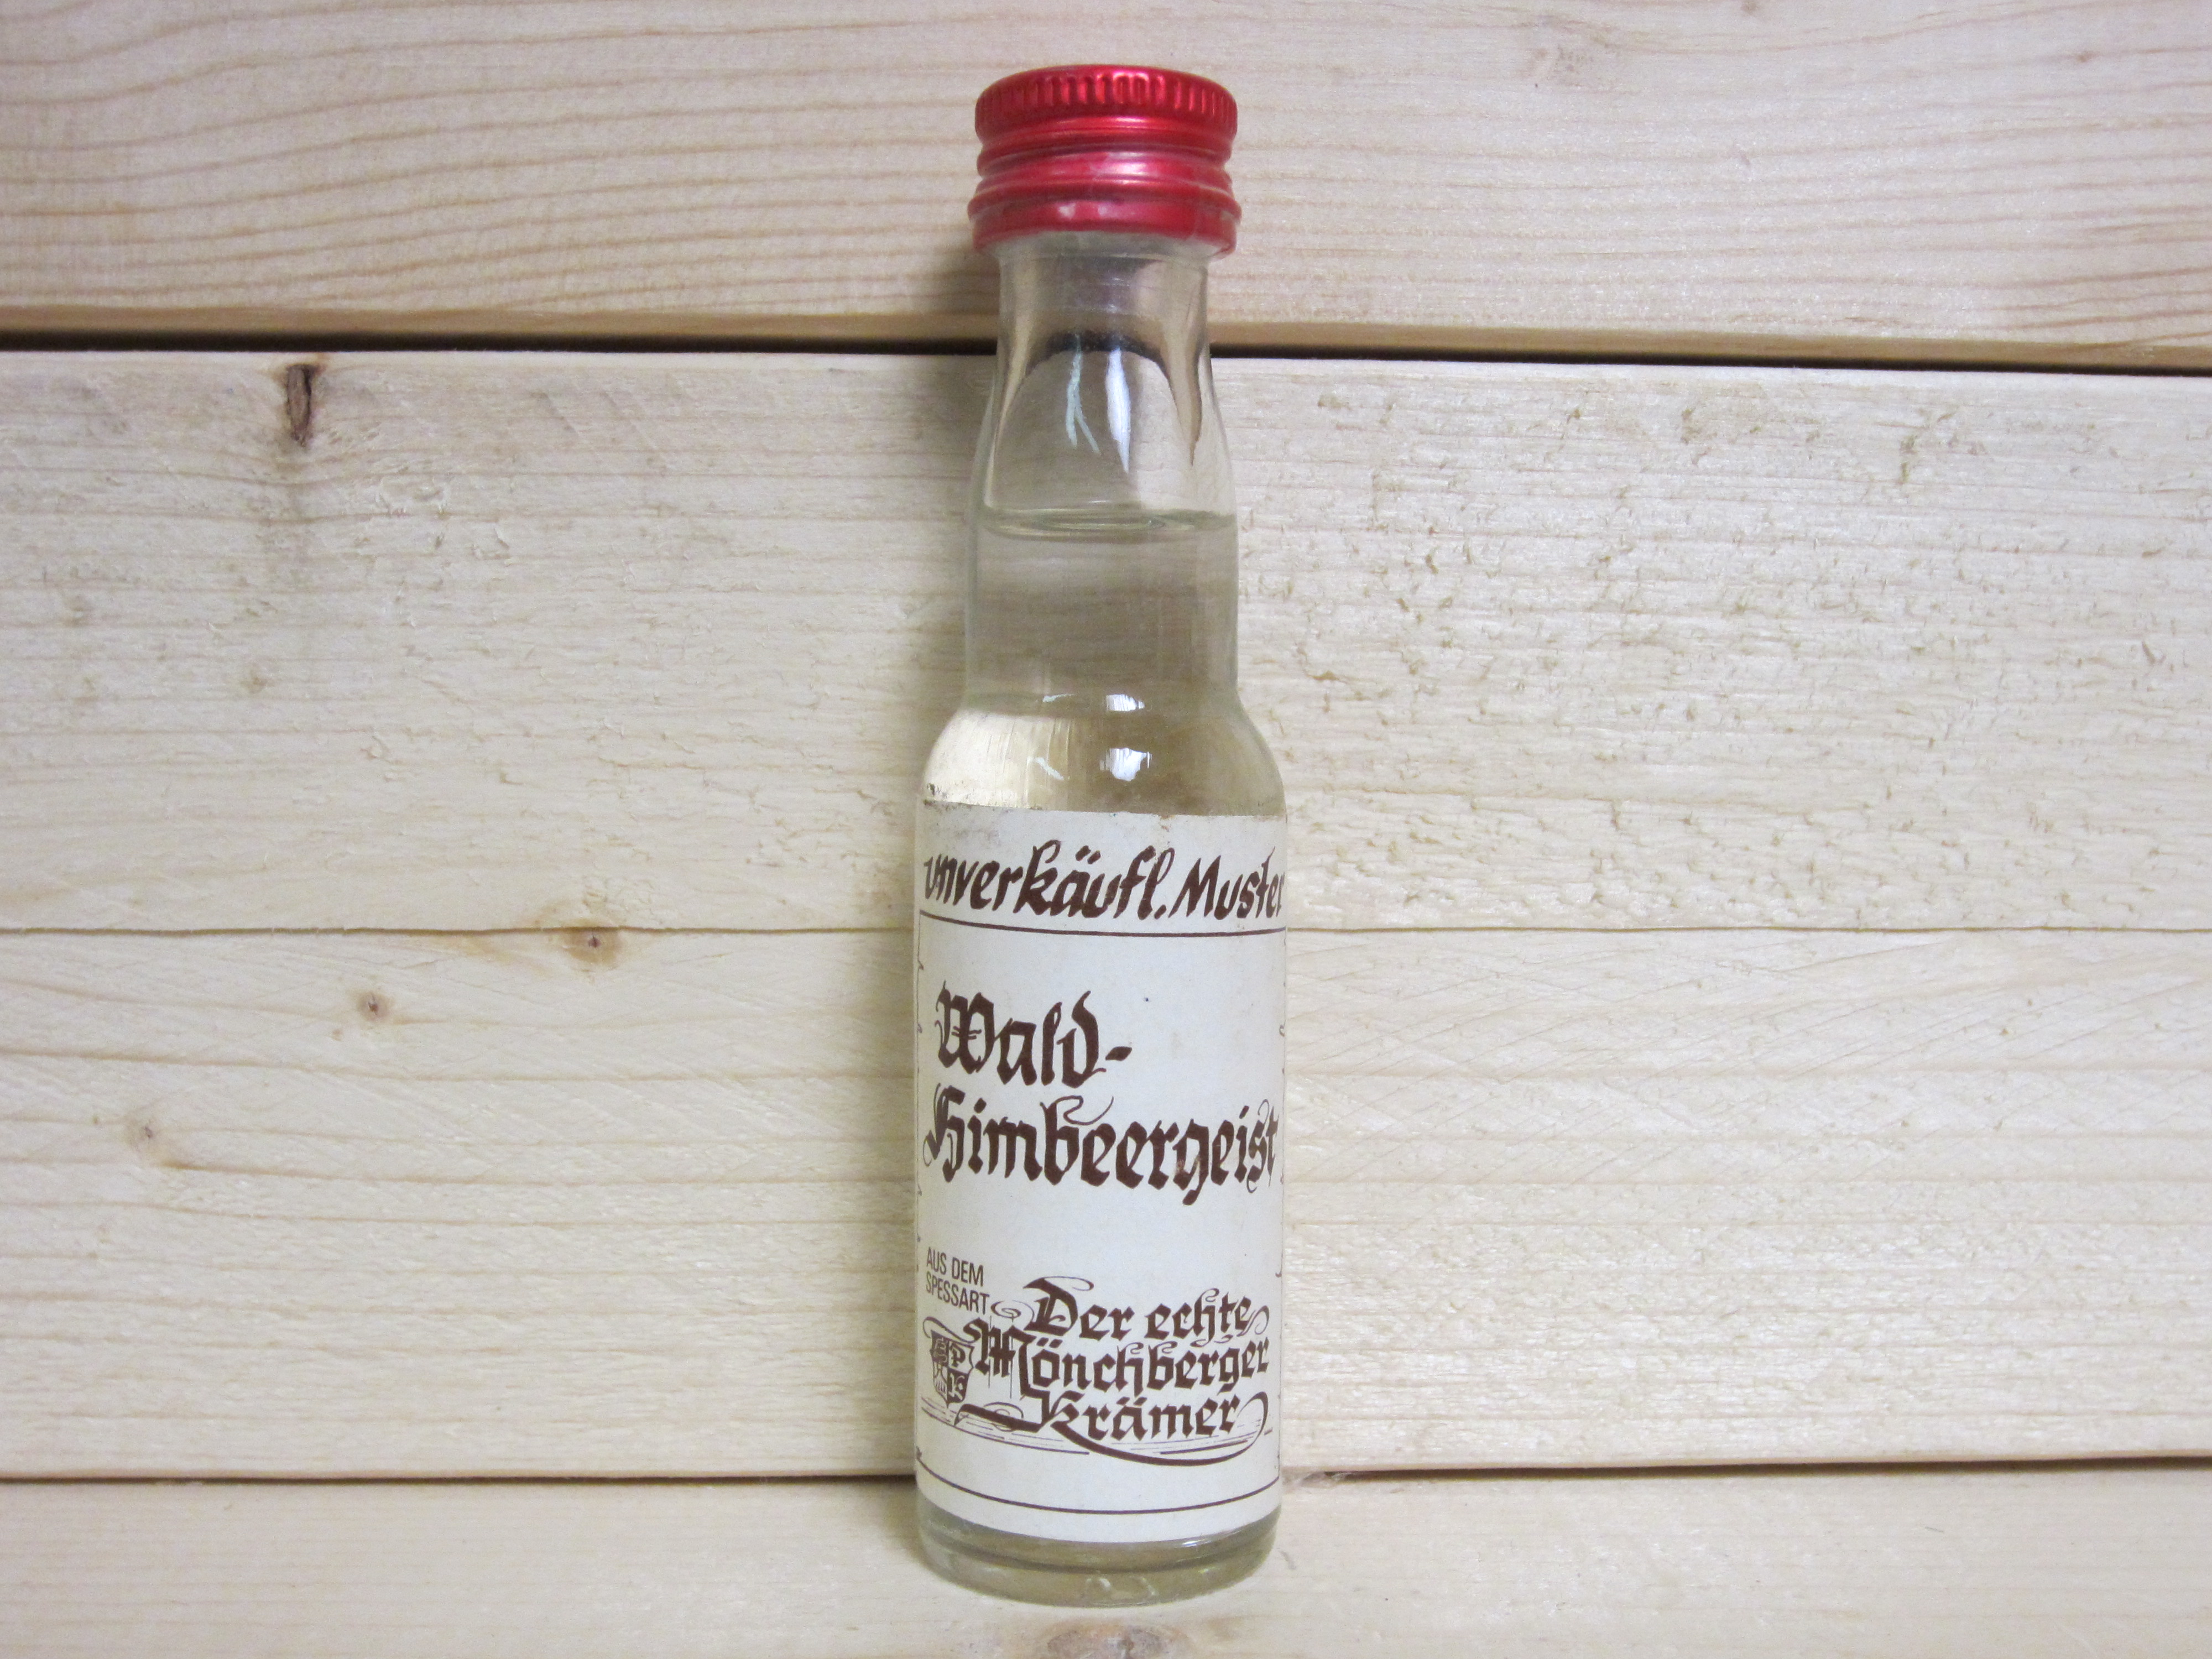 unverkäufl. Muster
Wald-
Himbeergeist
AUS DEM
SPESSART
Der echte
Mönchberger
Krämer
P
K